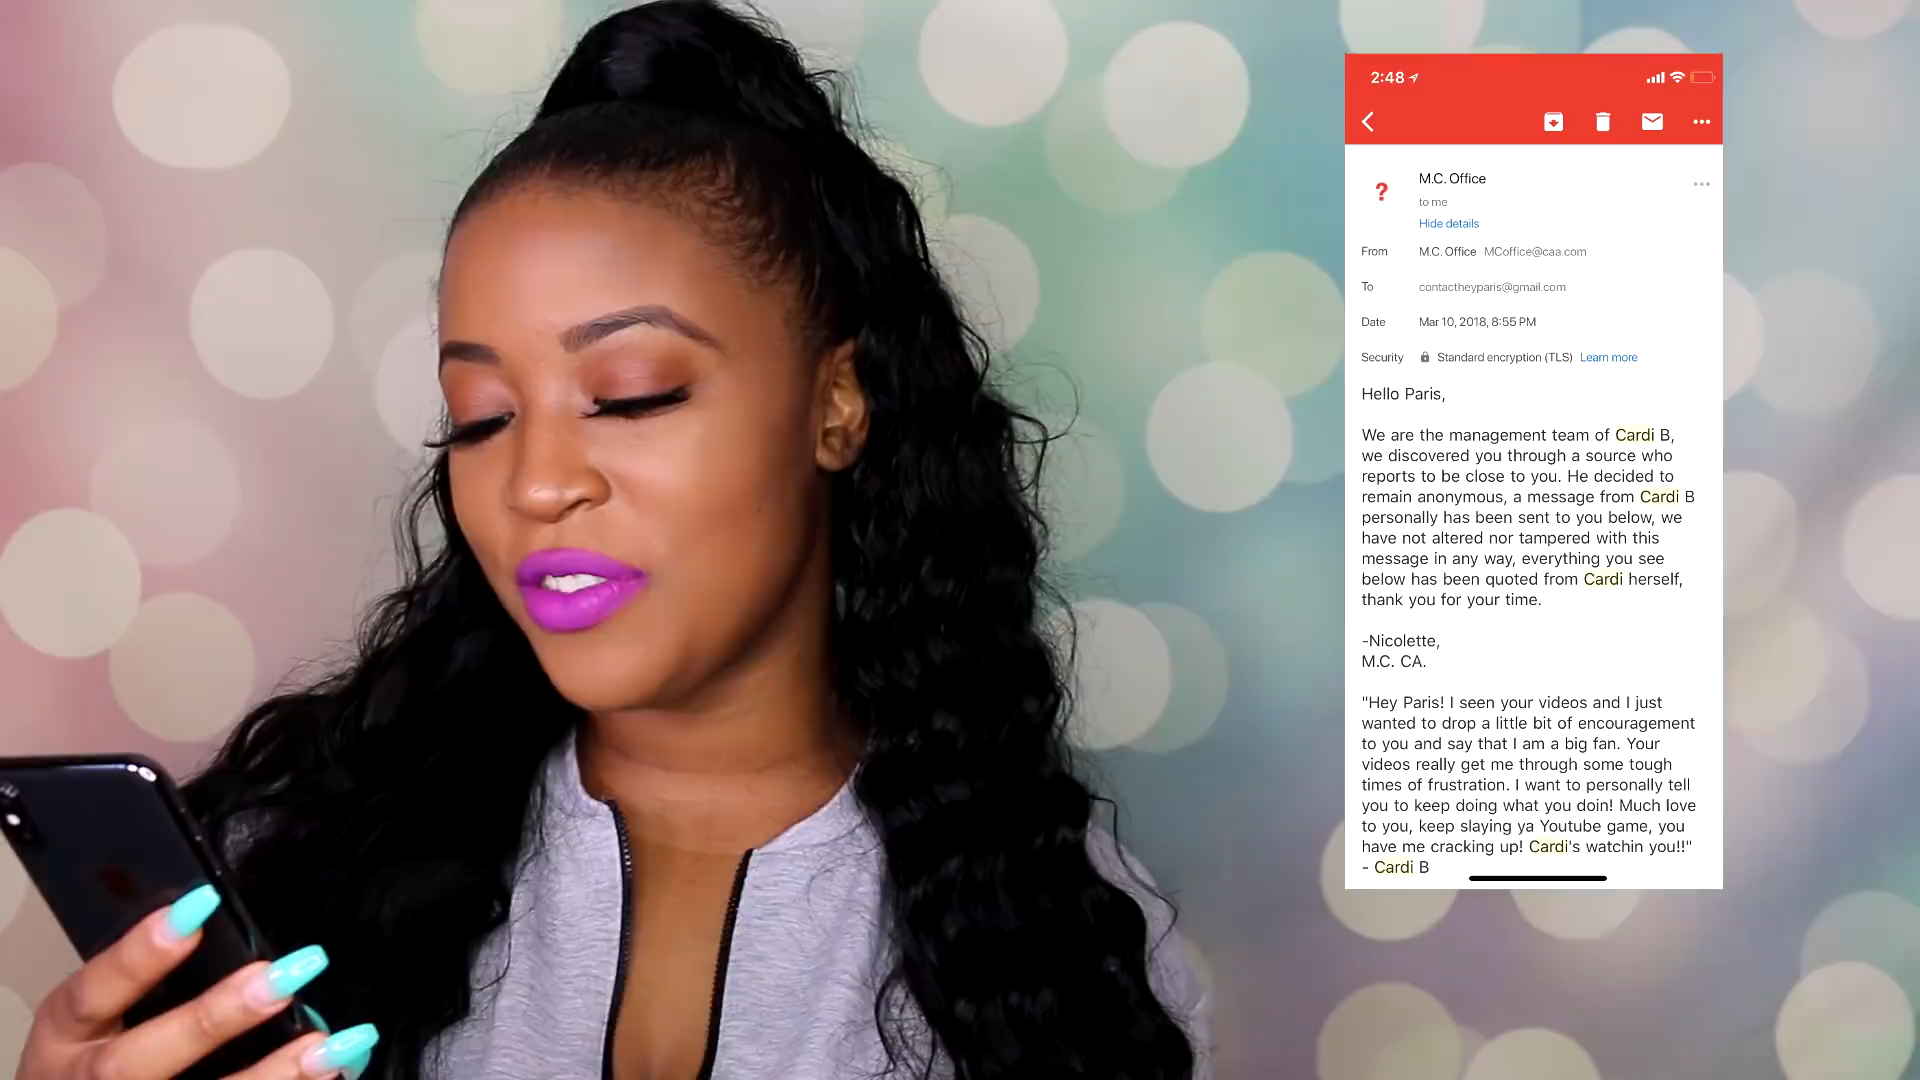 2:48
?
M.C. Office
to me
Hide details
From M.C. Office MCoffice@caa.com
To contactheyparis@gmail.com
Date Mar 10, 2018, 8:55 PM
Security Standard encryption (TLS) Learn more
Hello Paris,
We are the management team of Cardi B,
we discovered you through a source who
reports to be close to you. He decided to
remain anonymous, a message from Cardi B
personally has been sent to you below, we
have not altered nor tampered with this
message in any way, everything you see
below has been quoted from Cardi herself,
thank you for your time.
-Nicolette,
M.C. CA.
"Hey Paris! I seen your videos and I just
wanted to drop a little bit of encouragement
to you and say that I am a big fan. Your
videos really get me through some tough
times of frustration. I want to personally tell
you to keep doing what you doin! Much love
to you, keep slaying ya Youtube game, you
have me cracking up! Cardi's watchin you!!"
- Cardi B